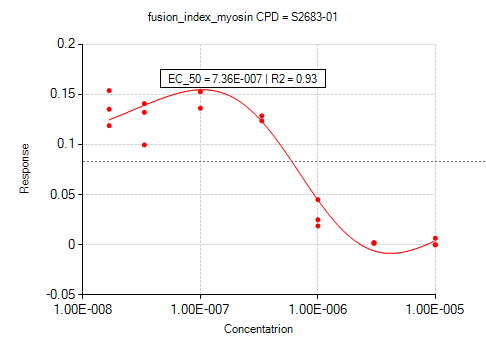 fusion_index_myosin CPD = S2683-01
0.2
EC_50 = 7.36E-007 | R2 = 0.93
0.15
0.1
Response
0.05
0
-0.05
1.00E-008 1.00E-007 1.00E-006 1.00E-005
Concentatrion